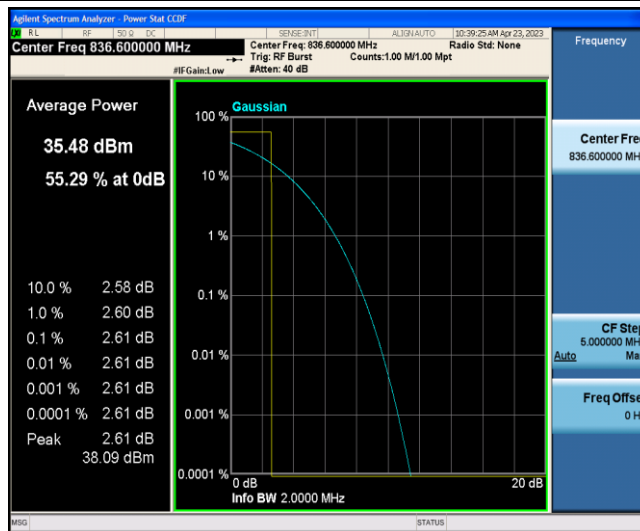 Agilent Spectrum Analyzer - Power Stat CCDF
RL RF 50 Ω DC SENSE:INT ALIGNAUTO 10:39:25 AM Apr 23, 2023
Center Freq 836.600000 MHz Center Freq: 836.600000 MHz Radio Std: None
Trig: RF Burst Counts:1.00 M/1.00 Mpt
#IFGain:Low #Atten: 40 dB
Frequency
Average Power
35.48 dBm
55.29 % at 0dB
10.0 % 2.58 dB
1.0 % 2.60 dB
0.1 % 2.61 dB
0.01 % 2.61 dB
0.001 % 2.61 dB
0.0001 % 2.61 dB
Peak 2.61 dB
38.09 dBm
Gaussian
100 %
10 %
1 %
0.1 %
0.01 %
0.001 %
0.0001 %
0 dB 20 dB
Info BW 2.0000 MHz
Center Fre
836.600000 MH
CF Step
5.000000 MH
Auto Ma
Freq Offse
0 H
MSG STATUS